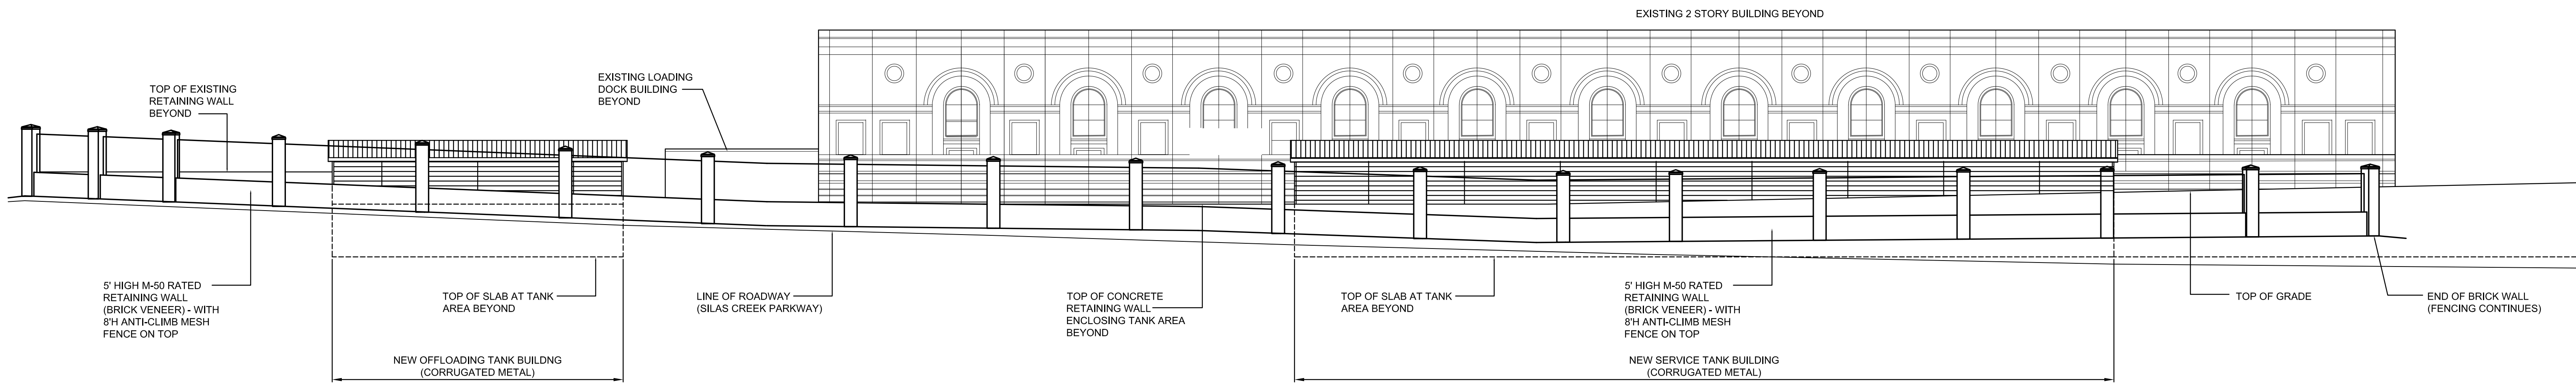 EXISTING 2 STORY BUILDING BEYOND
TOP OF EXISTING
RETAINING WALL
BEYOND
EXISTING LOADING
DOCK BUILDING
BEYOND
5' HIGH M-50 RATED
RETAINING WALL
(BRICK VENEER) - WITH
8'H ANTI-CLIMB MESH
FENCE ON TOP
TOP OF SLAB AT TANK
AREA BEYOND
LINE OF ROADWAY
(SILAS CREEK PARKWAY)
TOP OF CONCRETE
RETAINING WALL
ENCLOSING TANK AREA
BEYOND
TOP OF SLAB AT TANK
AREA BEYOND
5' HIGH M-50 RATED
RETAINING WALL
(BRICK VENEER) - WITH
8'H ANTI-CLIMB MESH
FENCE ON TOP
TOP OF GRADE
END OF BRICK WALL
(FENCING CONTINUES)
NEW OFFLOADING TANK BUILDNG
(CORRUGATED METAL)
NEW SERVICE TANK BUILDING
(CORRUGATED METAL)